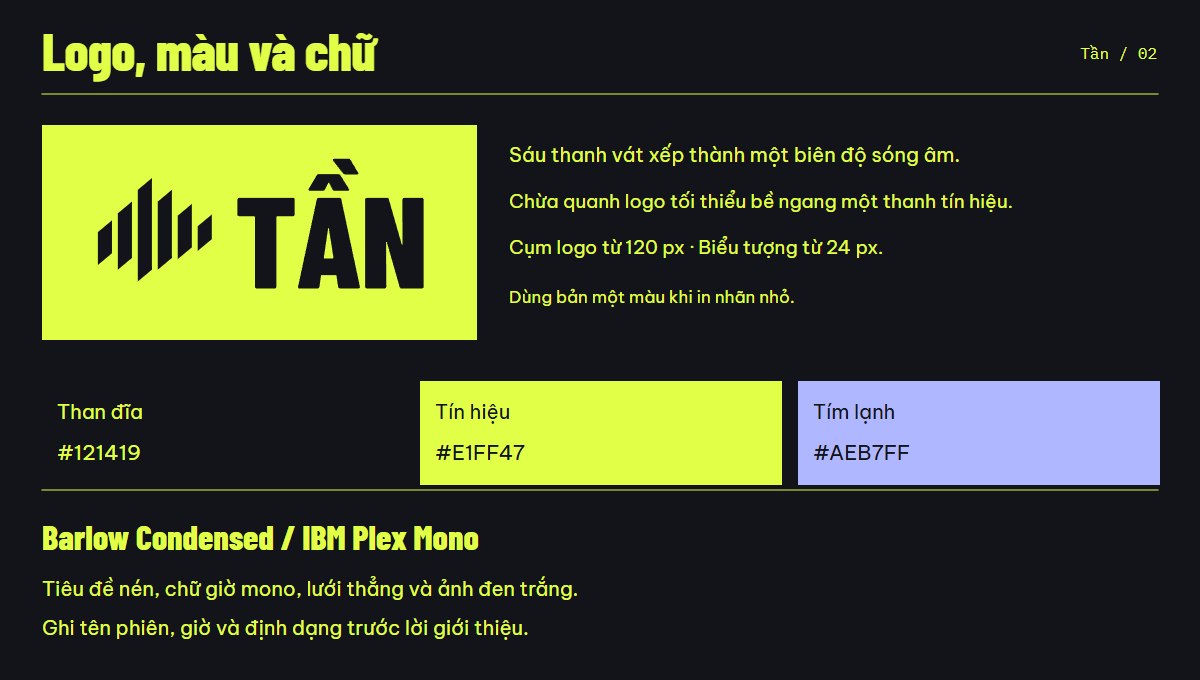 Logo, màu và chữ
Tần / 02
TẦN
Sáu thanh vát xếp thành một biên độ sóng âm.
Chừa quanh logo tối thiểu bề ngang một thanh tín hiệu.
Cụm logo từ 120 px · Biểu tượng từ 24 px.
Dùng bản một màu khi in nhãn nhỏ.
Than đĩa
#121419
Tín hiệu
#E1FF47
Tím lạnh
#AEB7FF
Barlow Condensed / IBM Plex Mono
Tiêu đề nén, chữ giờ mono, lưới thẳng và ảnh đen trắng.
Ghi tên phiên, giờ và định dạng trước lời giới thiệu.